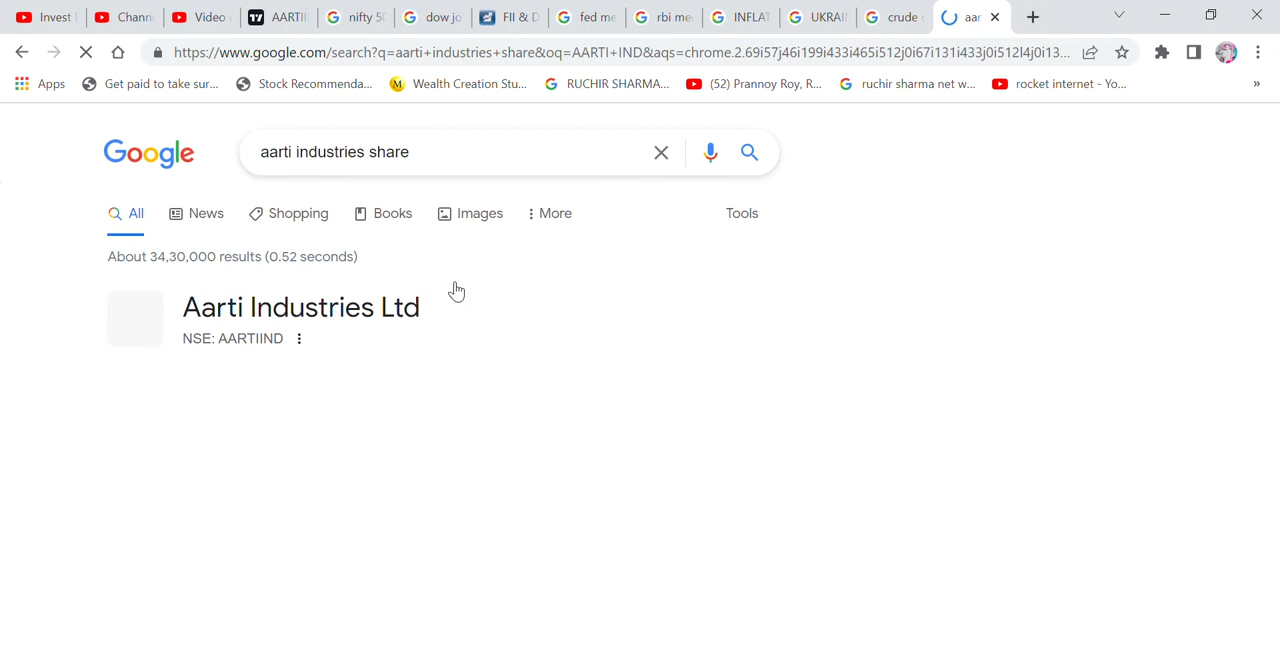 Invest
Chann
Video
AARTII
nifty 50
dow jo
FII & D
fed me
rbi me
INFLAT
UKRAI
crude
aar
https://www.google.com/search?q=aarti+industries+share&oq=AARTI+IND&aqs=chrome.2.69i57j46i199i433i465i512j0i67i131i433j0i512l4j0i13...
Apps
Get paid to take sur...
Stock Recommenda...
M
Wealth Creation Stu...
RUCHIR SHARMA...
(52) Prannoy Roy, R...
ruchir sharma net w...
rocket internet - Yo...
»
Google
aarti industries share
All
News
Shopping
Books
Images
More
Tools
About 34,30,000 results (0.52 seconds)
Aarti Industries Ltd
NSE: AARTIIND